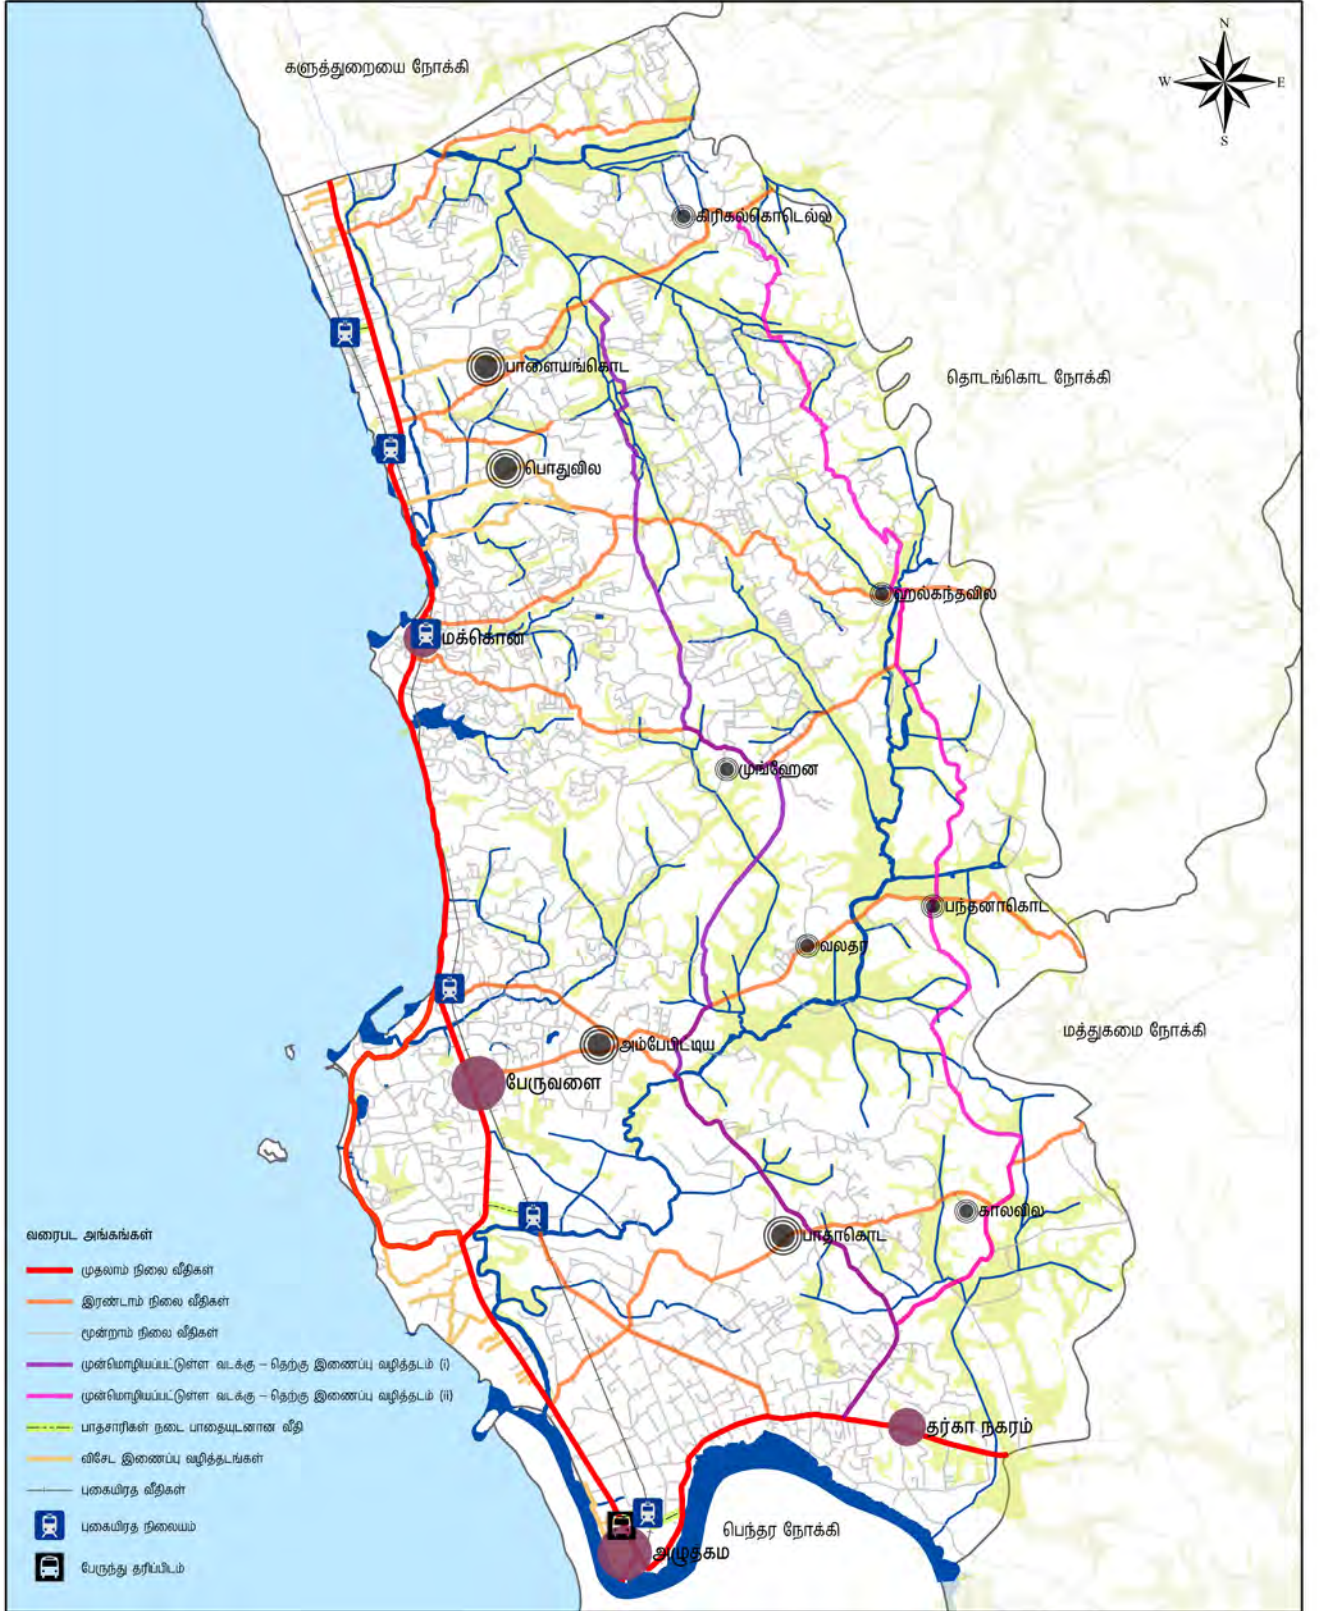 களுத்துறையை நோக்கி
N
W
E
S
கிரிகல்கொடெல்ல
பாளையங்கொட
தொடங்கொட நோக்கி
பொதுவில
ஹல்கந்தவில
மக்கொன
முங்ஹேன
பந்தனாகொட
வலதர
மத்துகமை நோக்கி
அம்பேபிட்டிய
பேருவளை
காலவில
பாதாகொட
வரைபட அங்கங்கள்
முதலாம் நிலை வீதிகள்
இரண்டாம் நிலை வீதிகள்
மூன்றாம் நிலை வீதிகள்
முன்மொழியப்பட்டுள்ள வடக்கு – தெற்கு இணைப்பு வழித்தடம் (i)
முன்மொழியப்பட்டுள்ள வடக்கு – தெற்கு இணைப்பு வழித்தடம் (ii)
பாதசாரிகள் நடை பாதையுடனான வீதி
விசேட இணைப்பு வழித்தடங்கள்
புகையிரத வீதிகள்
புகையிரத நிலையம்
பேருந்து தரிப்பிடம்
தர்கா நகரம்
பெந்தர நோக்கி
அழுத்கம